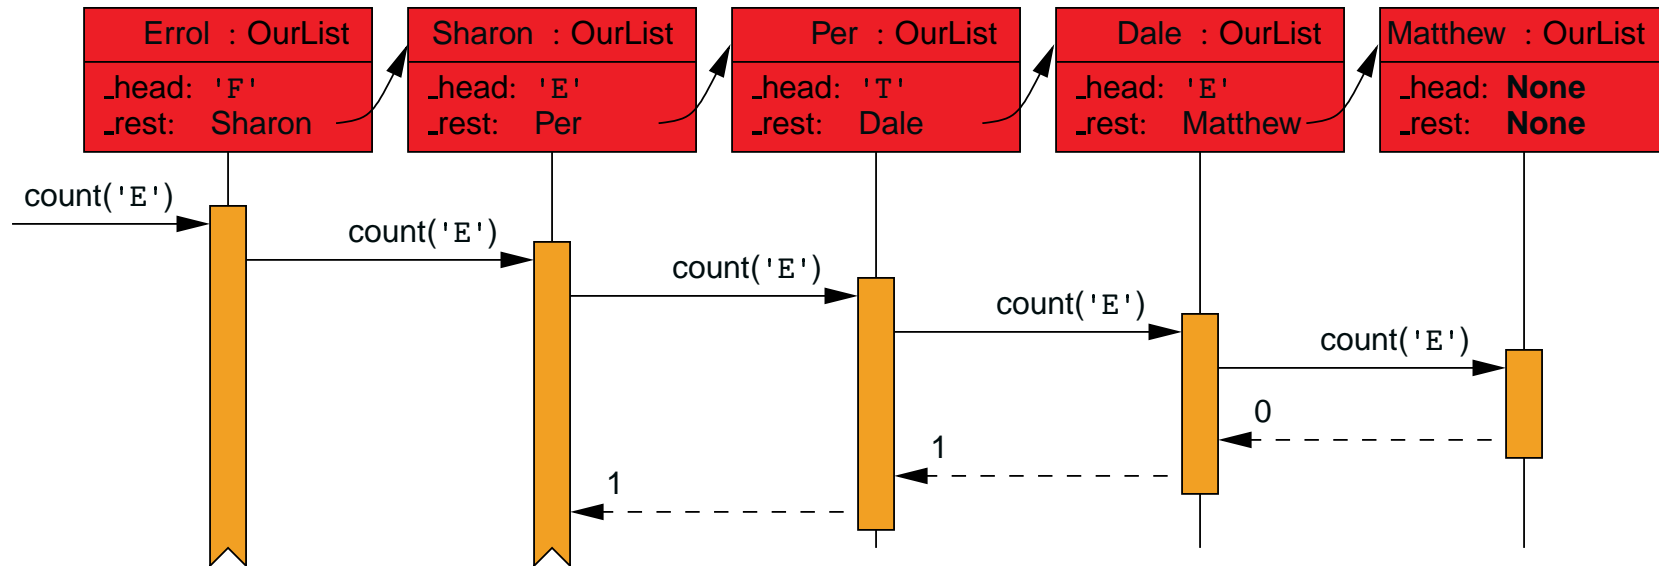 Errol : OurList
_head: 'F'
_rest: Sharon
Sharon : OurList
_head: 'E'
_rest: Per
Per : OurList
_head: 'T'
_rest: Dale
Dale : OurList
_head: 'E'
_rest: Matthew
Matthew : OurList
_head: None
_rest: None
count('E')
count('E')
count('E')
count('E')
count('E')
0
1
1